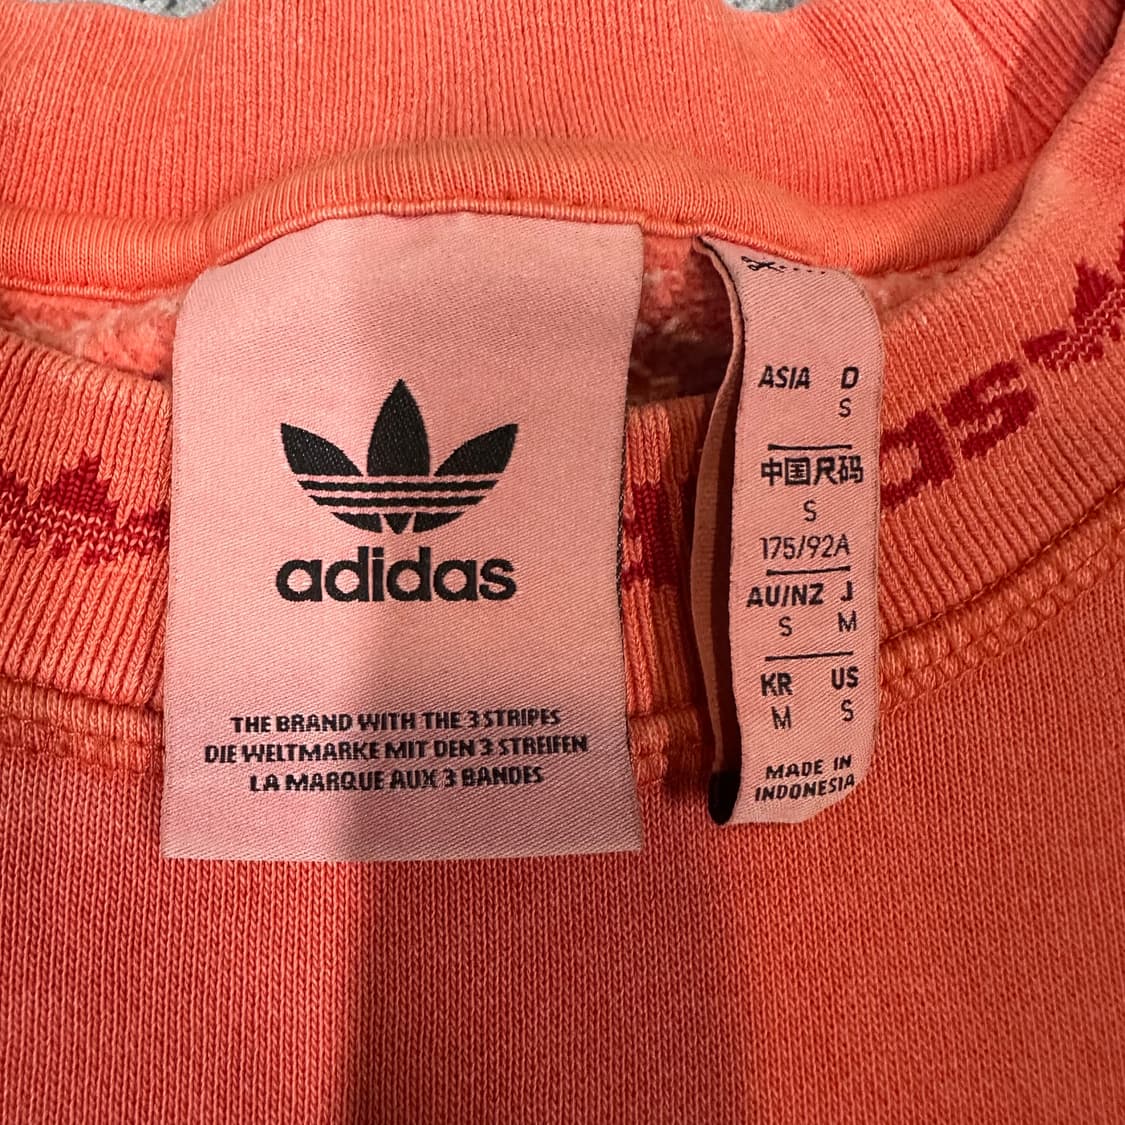 adidas
THE BRAND WITH THE 3 STRIPES
DIE WELTMARKE MIT DEN 3 STREIFEN
LA MARQUE AUX 3 BANDES
ASIA D
S
中国尺码
S
175/92A
AU/NZ J
S M
KR US
M S
MADE IN
INDONESIA